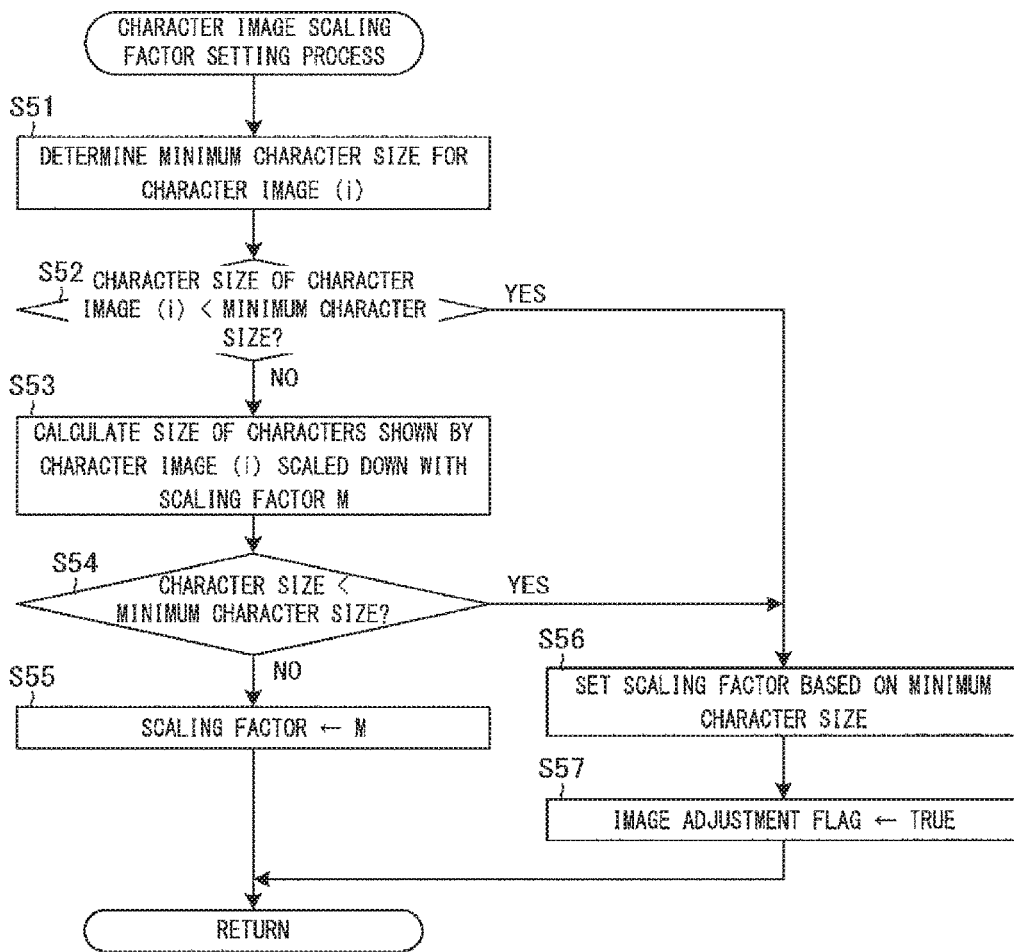 CHARACTER IMAGE SCALING
FACTOR SETTING PROCESS
S51
DETERMINE MINIMUM CHARACTER SIZE FOR
CHARACTER IMAGE (i)
S52
CHARACTER SIZE OF CHARACTER
IMAGE (i) < MINIMUM CHARACTER
SIZE?
YES
NO
S53
CALCULATE SIZE OF CHARACTERS SHOWN BY
CHARACTER IMAGE (i) SCALED DOWN WITH
SCALING FACTOR M
S54
CHARACTER SIZE <
MINIMUM CHARACTER SIZE?
YES
NO
S55
SCALING FACTOR ← M
S56
SET SCALING FACTOR BASED ON MINIMUM
CHARACTER SIZE
S57
IMAGE ADJUSTMENT FLAG ← TRUE
RETURN